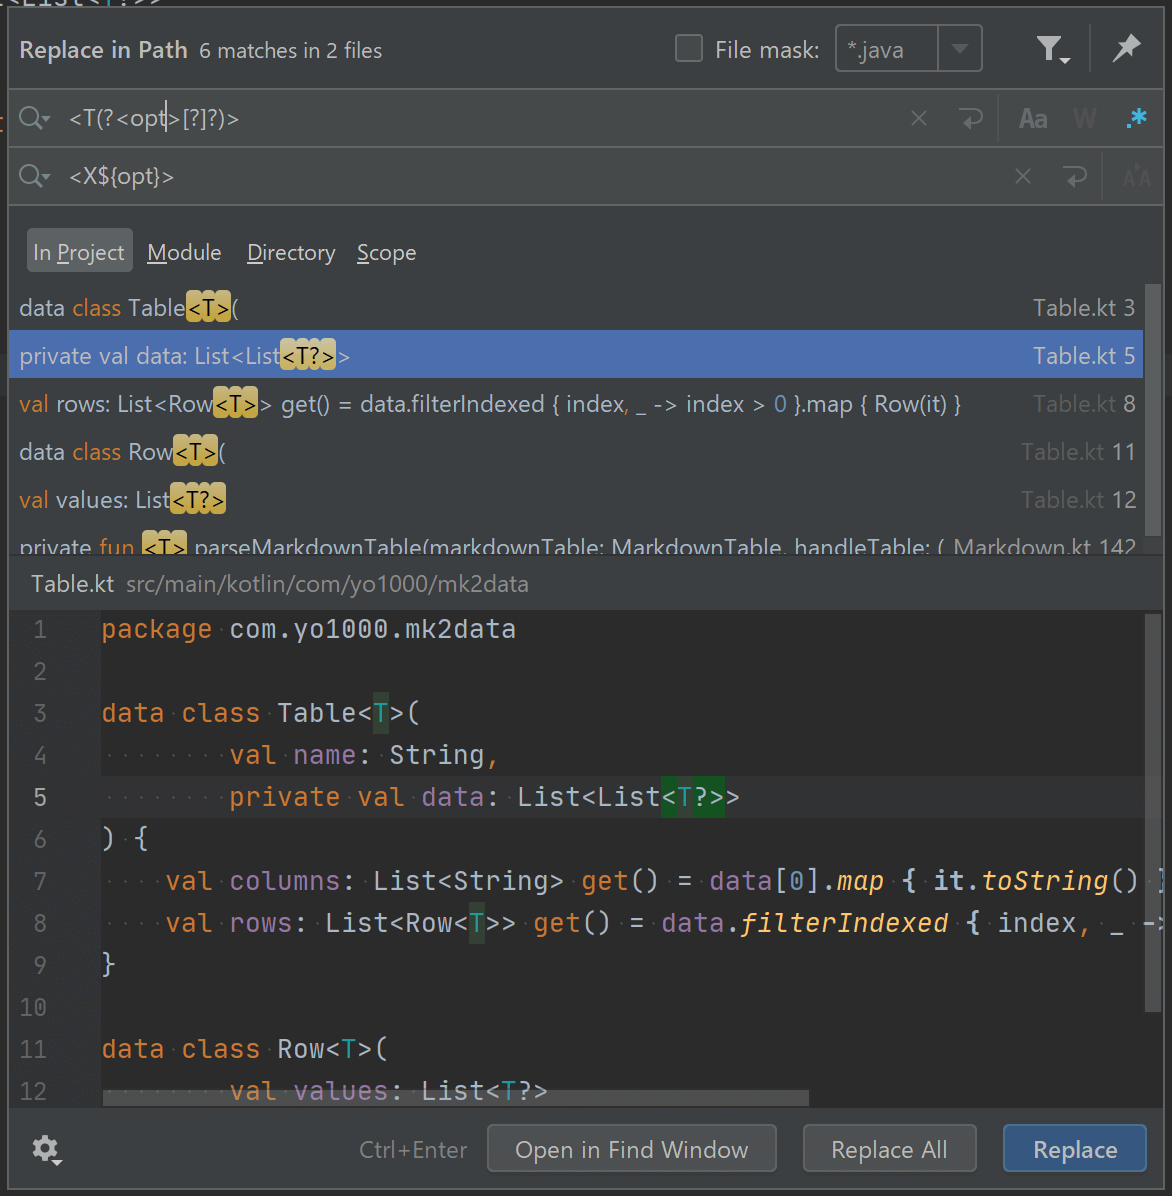 <List<T?>>
Replace in Path 6 matches in 2 files File mask: *.java
<T(?<opt>[?]?)> Aa W .*
<X${opt}>
In Project Module Directory Scope
data class Table<T>( Table.kt 3
private val data: List<List<T?>> Table.kt 5
val rows: List<Row<T>> get() = data.filterIndexed { index, _ -> index > 0 }.map { Row(it) } Table.kt 8
data class Row<T>( Table.kt 11
val values: List<T?> Table.kt 12
private fun <T> parseMarkdownTable(markdownTable: MarkdownTable, handleTable: ( Markdown.kt 142
Table.kt src/main/kotlin/com/yo1000/mk2data
1 package com.yo1000.mk2data
2
3 data class Table<T>(
4 val name: String,
5 private val data: List<List<T?>>
6 ) {
7 val columns: List<String> get() = data[0].map { it.toString() }
8 val rows: List<Row<T>> get() = data.filterIndexed { index, _ ->
9 }
10
11 data class Row<T>(
12 val values: List<T?>
Ctrl+Enter Open in Find Window Replace All Replace